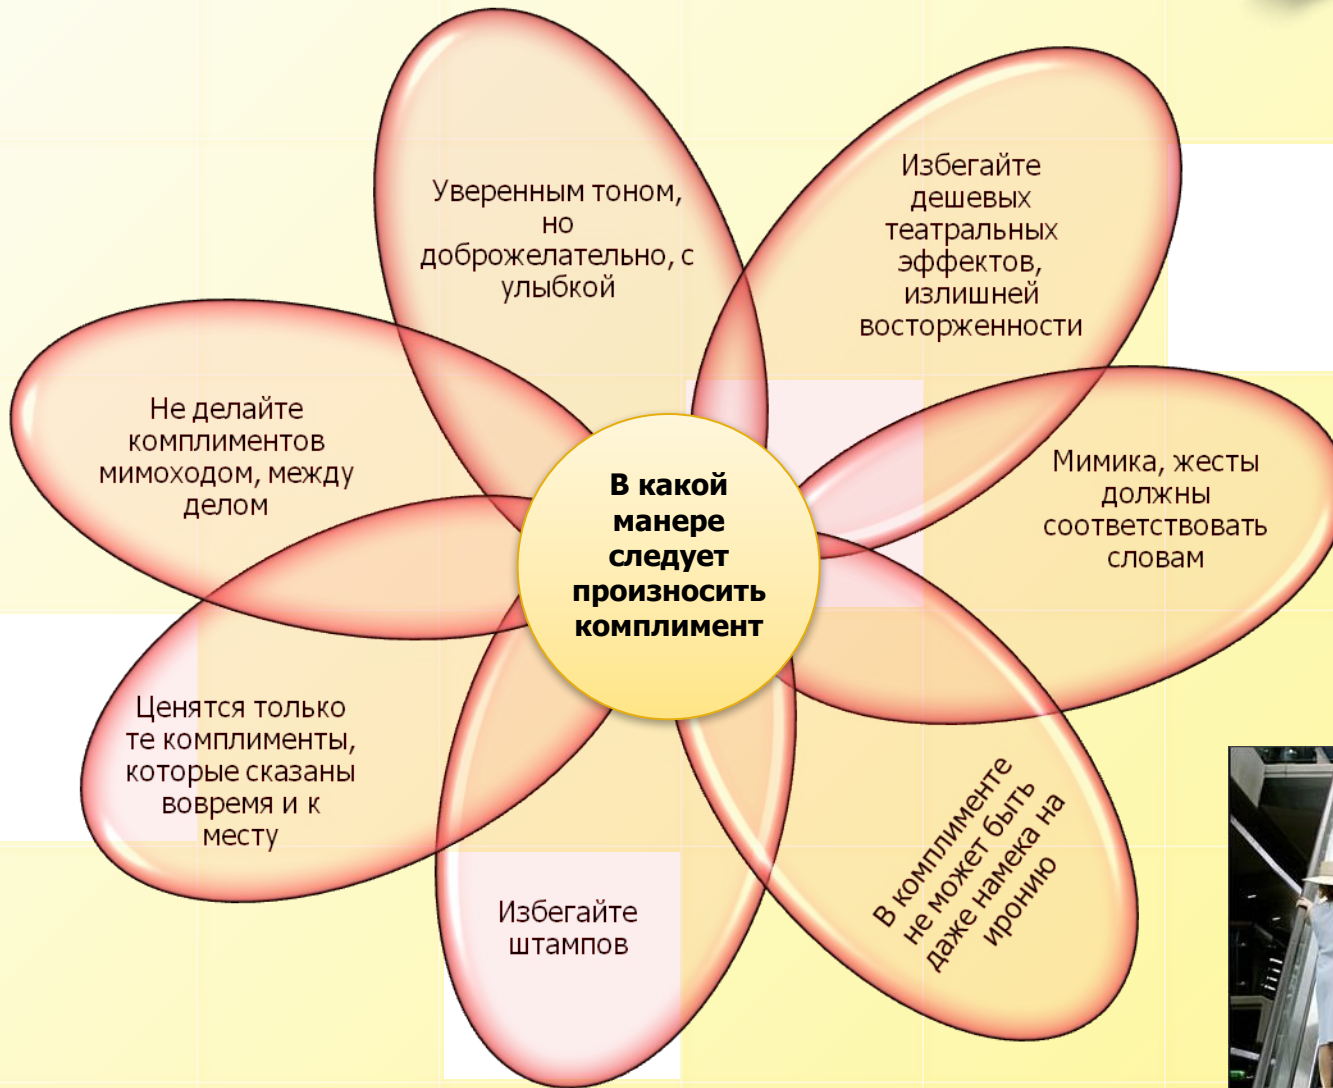 Уверенным тоном,
но
доброжелательно, с
улыбкой
Избегайте
дешевых
театральных
эффектов,
излишней
восторженности
Мимика, жесты
должны
соответствовать
словам
В комплименте
не может быть
даже намека на
иронию
Избегайте
штампов
Ценятся только
те комплименты,
которые сказаны
вовремя и к
месту
Не делайте
комплиментов
мимоходом, между
делом
В какой
манере
следует
произносить
комплимент